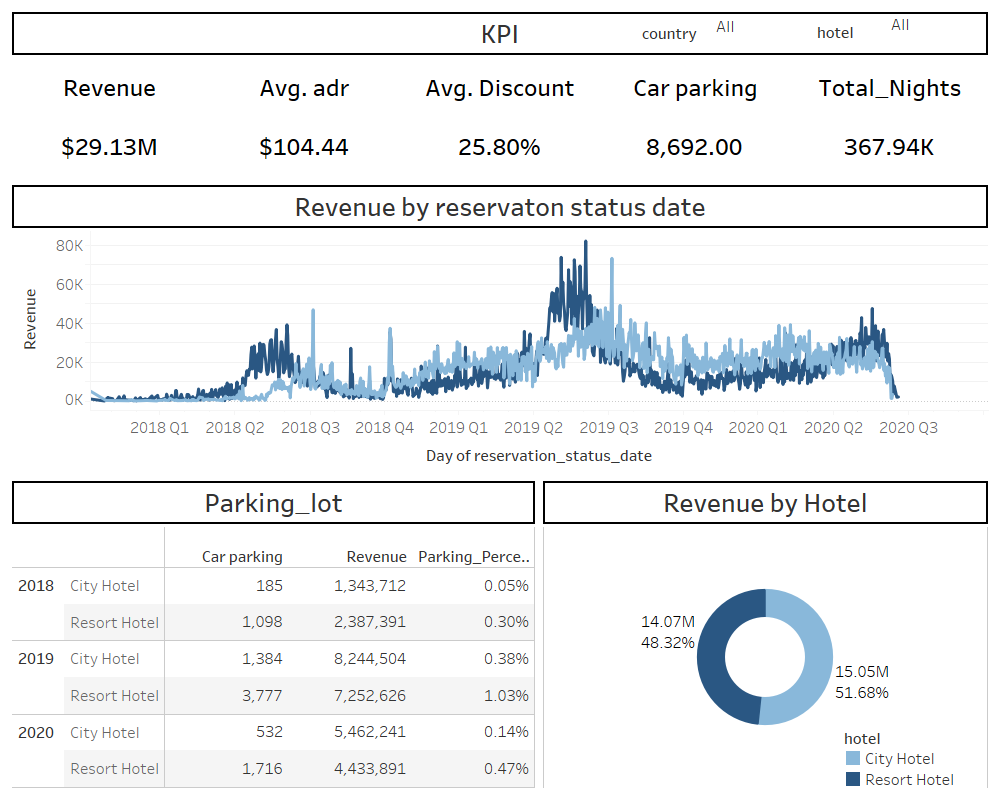 KPI
country All
hotel All
Revenue Avg. adr Avg. Discount Car parking Total_Nights
$29.13M $104.44 25.80% 8,692.00 367.94K
Revenue by reservaton status date
Revenue
80K
60K
40K
20K
0K
2018 Q1 2018 Q2 2018 Q3 2018 Q4 2019 Q1 2019 Q2 2019 Q3 2019 Q4 2020 Q1 2020 Q2 2020 Q3
Day of reservation_status_date
Parking_lot
Car parking Revenue Parking_Perce..
2018 City Hotel 185 1,343,712 0.05%
Resort Hotel 1,098 2,387,391 0.30%
2019 City Hotel 1,384 8,244,504 0.38%
Resort Hotel 3,777 7,252,626 1.03%
2020 City Hotel 532 5,462,241 0.14%
Resort Hotel 1,716 4,433,891 0.47%
Revenue by Hotel
14.07M
48.32%
15.05M
51.68%
hotel
City Hotel
Resort Hotel